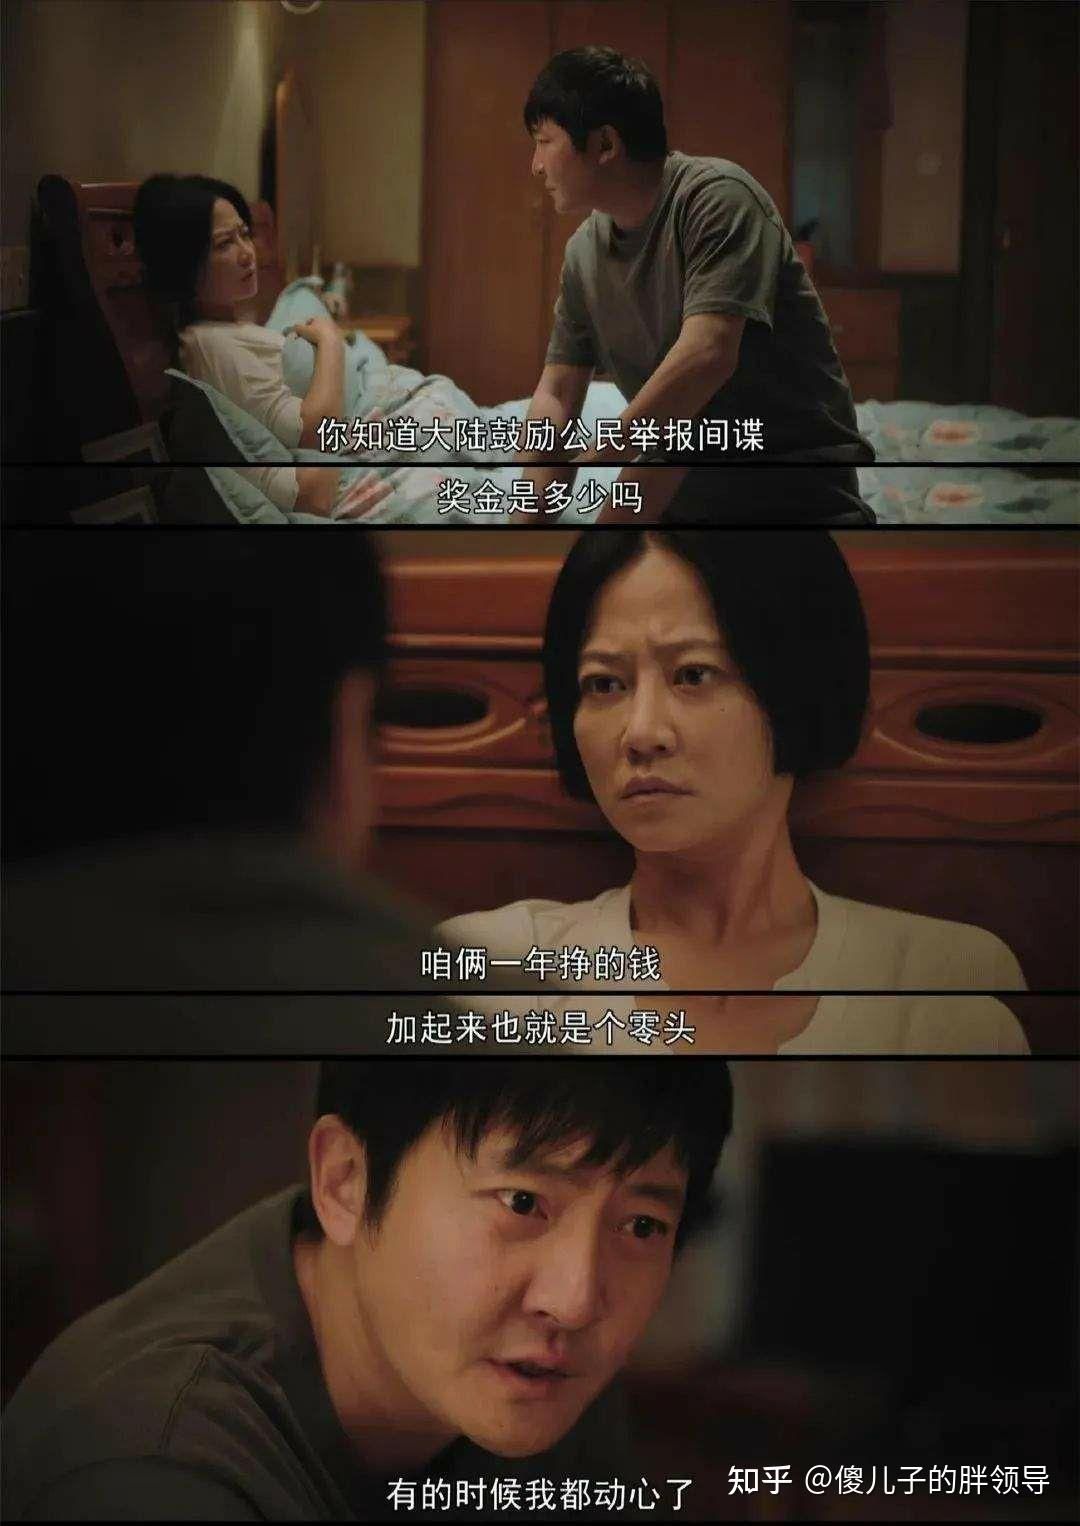 你知道大陆鼓励公民举报间谍
奖金是多少吗
咱俩一年挣的钱
加起来也就是个零头
有的时候我都动心了
知乎 @傻儿子的胖领导